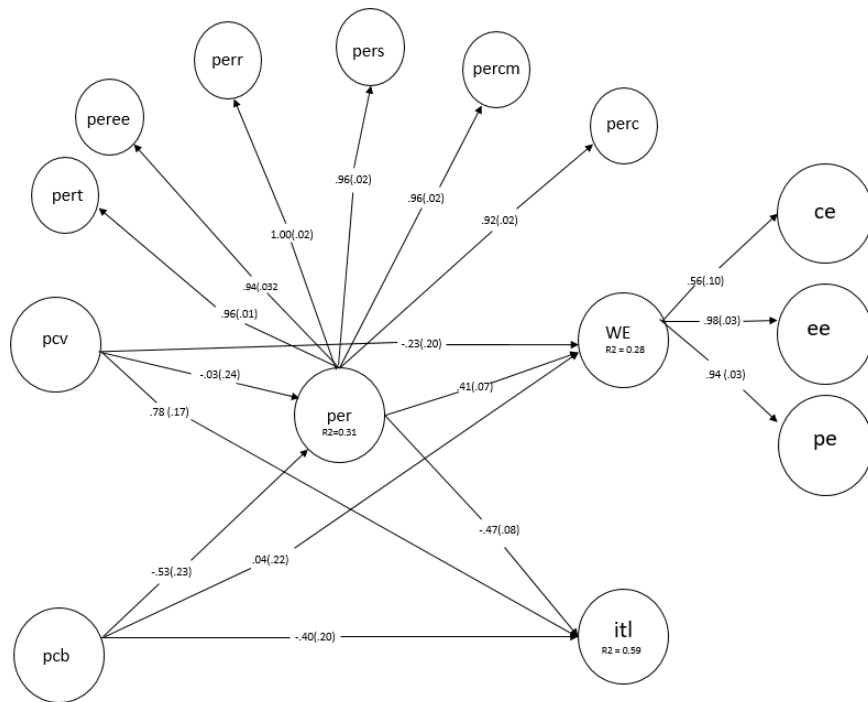 pers
perr
percm
peree
perc
pert
.96(.02)
.96(.02)
1.00(.02)
.92(.02)
.94(.032
.96(.01)
ce
.56(.10)
pcv
-.23(.20)
WE
R2 = 0.28
.98(.03)
ee
-.03(.24)
.94 (.03)
.41(.07)
.78 (.17)
per
R2=0.31
pe
-.47(.08)
-.53(.23)
.04(.22)
itl
R2 = 0.59
-.40(.20)
pcb